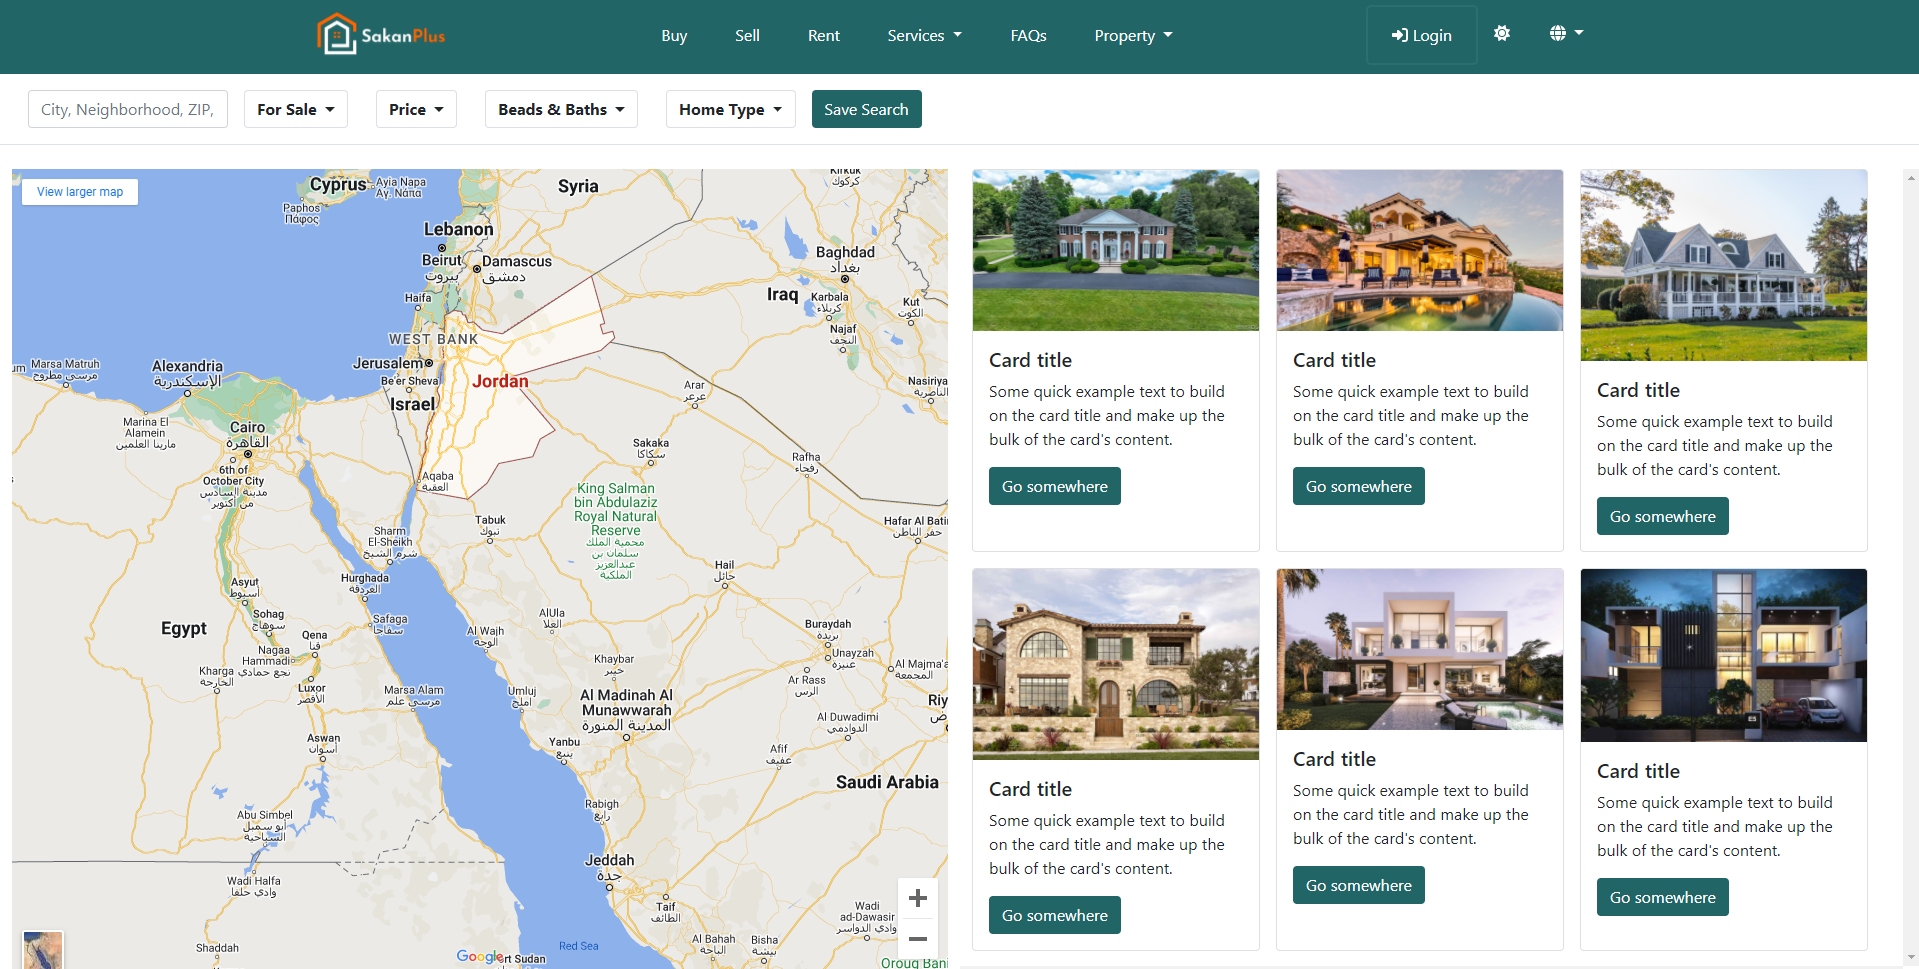 SakanPlus
Buy
Sell
Rent
Services
FAQs
Property
Login
City, Neighborhood, ZIP,
For Sale
Price
Beads & Baths
Home Type
Save Search
View larger map
Cyprus
Ayia Napa
Αγ. Νάπα
Paphos
Πάφος
Syria
Kirkuk
كركوك
Lebanon
Beirut
بيروت
Damascus
دمشق
Baghdad
بغداد
Iraq
Karbala
كربلاء
Kut
الكوت
Najaf
النجف
Haifa
WEST BANK
Jerusalem
Be'er Sheva
Israel
Jordan
Nasiriya
الناصرية
Marsa Matruh
مرسى مطروح
Alexandria
الإسكندرية
Marina El
Alamein
مارينا العلمين
Cairo
القاهرة
6th of
October City
مدينة السادس
من أكتوبر
Arar
عرعر
Sakaka
سكاكا
Rafha
رفحاء
Aqaba
العقبة
King Salman
bin Abdulaziz
Royal Natural
Reserve
محمية الملك
سلمان بن
عبدالعزيز
الملكية
Tabuk
تبوك
Hafar Al Batin
حفر الباطن
Sharm
El-Sheikh
شرم الشيخ
Hail
حائل
Hurghada
الغردقة
Asyut
أسيوط
Sohag
سوهاج
Safaga
سفاجا
Egypt
Qena
قنا
Nagaa
Hammadi
نجع حمادي
Kharga
الخارجة
Luxor
الأقصر
Marsa Alam
مرسى علم
AlUla
العلا
Al Wajh
الوجه
Buraydah
بريدة
Unayzah
عنيزة
Al Majma'a
المجمعة
Khaybar
خيبر
Ar Rass
الرس
Umluj
املج
Al Madinah Al
Munawwarah
المدينة المنورة
Al Duwadimi
الدوادمي
Riy
Aswan
أسوان
Yanbu
ينبع
Afif
عفيف
Saudi Arabia
Abu Simbel
أبو سمبل
السياحية
Rabigh
رابغ
Jeddah
جدة
Wadi Halfa
وادي حلفا
Taif
الطائف
Wadi
ad-Dawasir
وادي الدواسر
Al Bahah
الباحة
Bisha
بيشة
Shaddah
Red Sea
Google
rt Sudan
Oroug Bani
Card title
Some quick example text to build
on the card title and make up the
bulk of the card's content.
Go somewhere
Card title
Some quick example text to build
on the card title and make up the
bulk of the card's content.
Go somewhere
Card title
Some quick example text to build
on the card title and make up the
bulk of the card's content.
Go somewhere
Card title
Some quick example text to build
on the card title and make up the
bulk of the card's content.
Go somewhere
Card title
Some quick example text to build
on the card title and make up the
bulk of the card's content.
Go somewhere
Card title
Some quick example text to build
on the card title and make up the
bulk of the card's content.
Go somewhere